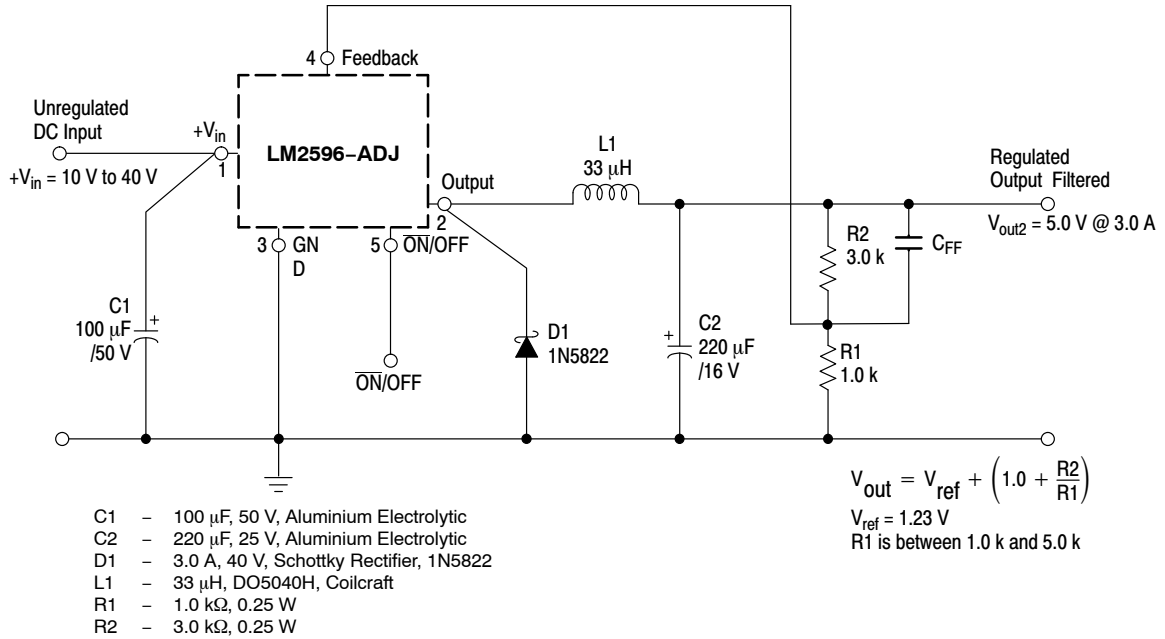 4 Feedback
Unregulated
DC Input
+Vin
1
+Vin = 10 V to 40 V
LM2596−ADJ
Output
2
3 GN
D
5 ON/OFF
ON/OFF
L1
33 μH
Regulated
Output Filtered
Vout2 = 5.0 V @ 3.0 A
R2
3.0 k
CFF
C1
100 μF
/50 V
+
D1
1N5822
+
C2
220 μF
/16 V
R1
1.0 k
Vout = Vref + (1.0 + R2/R1)
Vref = 1.23 V
R1 is between 1.0 k and 5.0 k
C1 – 100 μF, 50 V, Aluminium Electrolytic
C2 – 220 μF, 25 V, Aluminium Electrolytic
D1 – 3.0 A, 40 V, Schottky Rectifier, 1N5822
L1 – 33 μH, DO5040H, Coilcraft
R1 – 1.0 kΩ, 0.25 W
R2 – 3.0 kΩ, 0.25 W